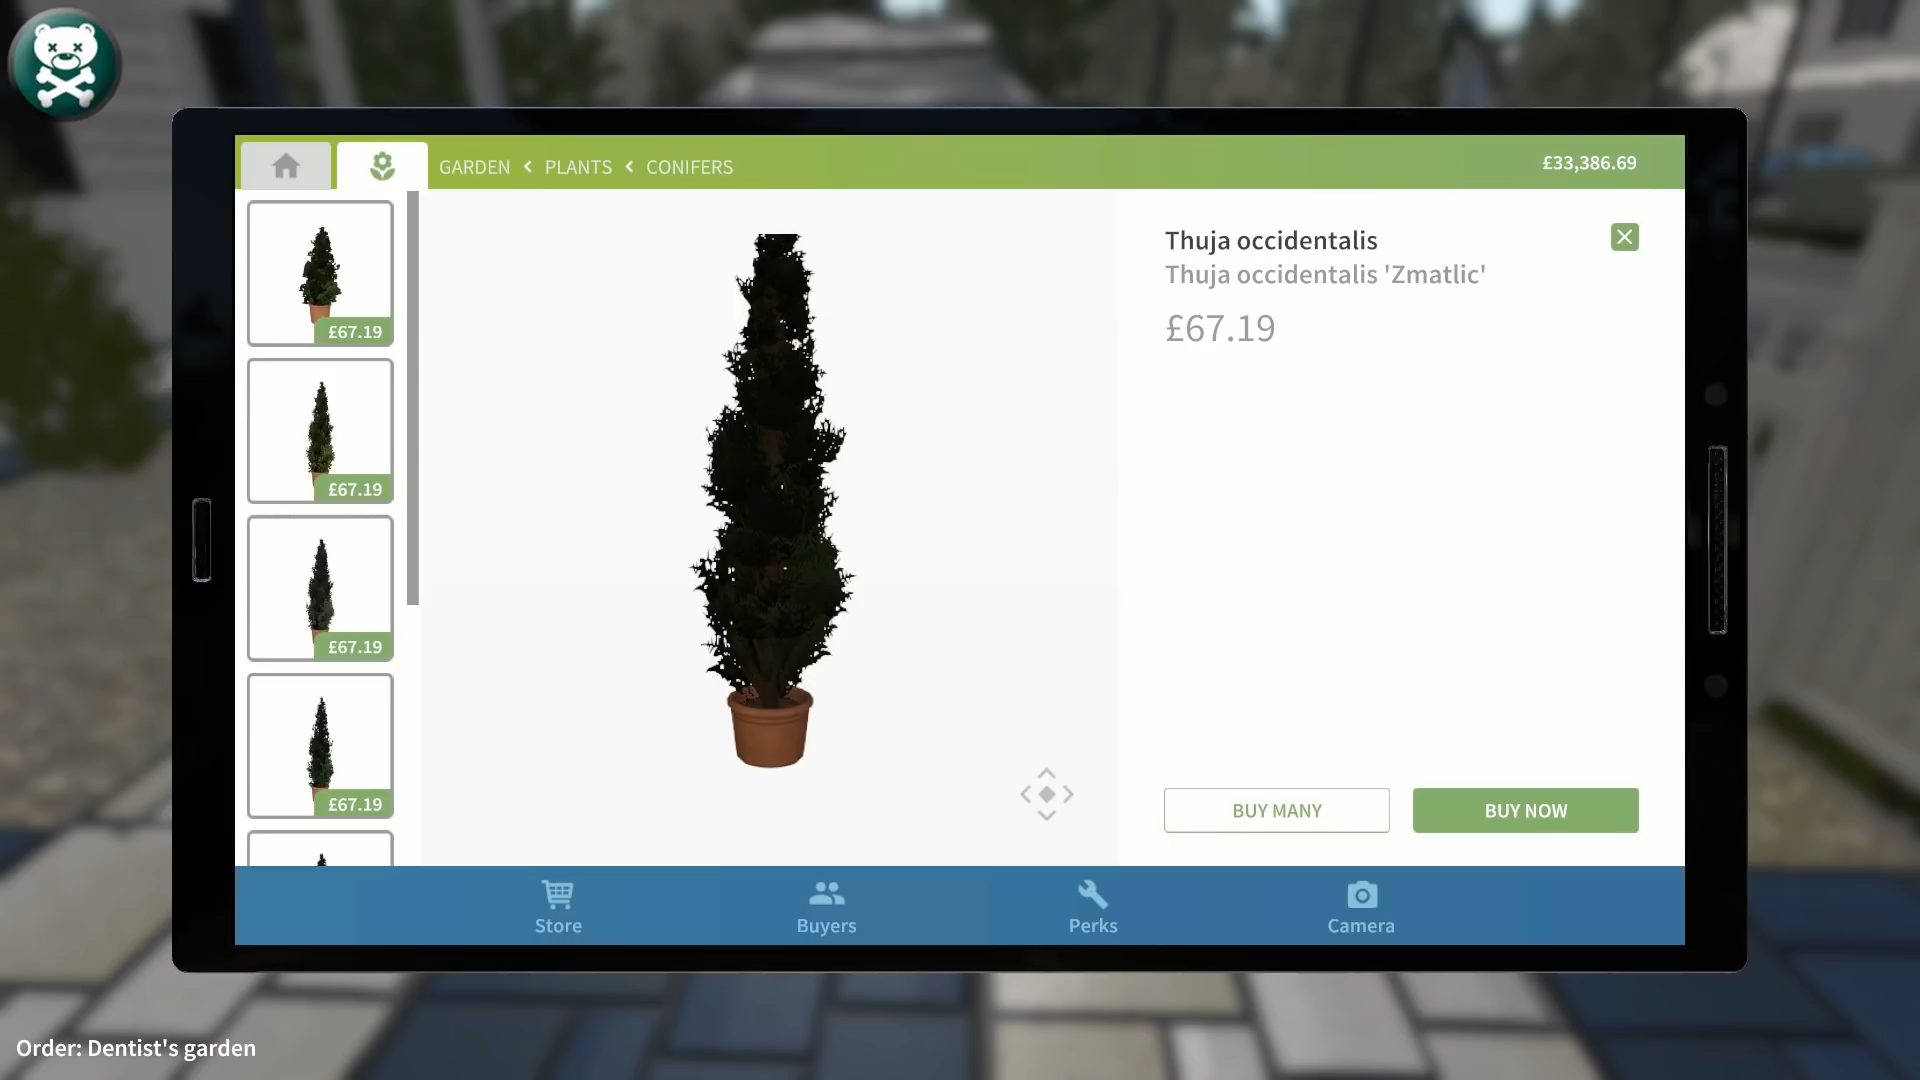 GARDEN < PLANTS < CONIFERS
£33,386.69
£67.19
£67.19
£67.19
£67.19
Thuja occidentalis
Thuja occidentalis 'Zmatlic'
£67.19
BUY MANY
BUY NOW
Store
Buyers
Perks
Camera
Order: Dentist's garden